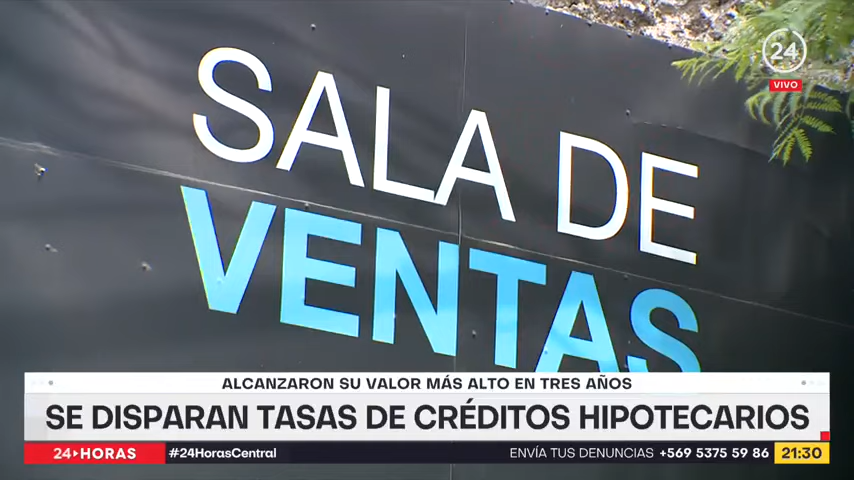 24
VIVO
SALA DE
VENTAS
ALCANZARON SU VALOR MÁS ALTO EN TRES AÑOS
SE DISPARAN TASAS DE CRÉDITOS HIPOTECARIOS
24 HORAS #24HorasCentral ENVÍA TUS DENUNCIAS +569 5375 59 86 21:30